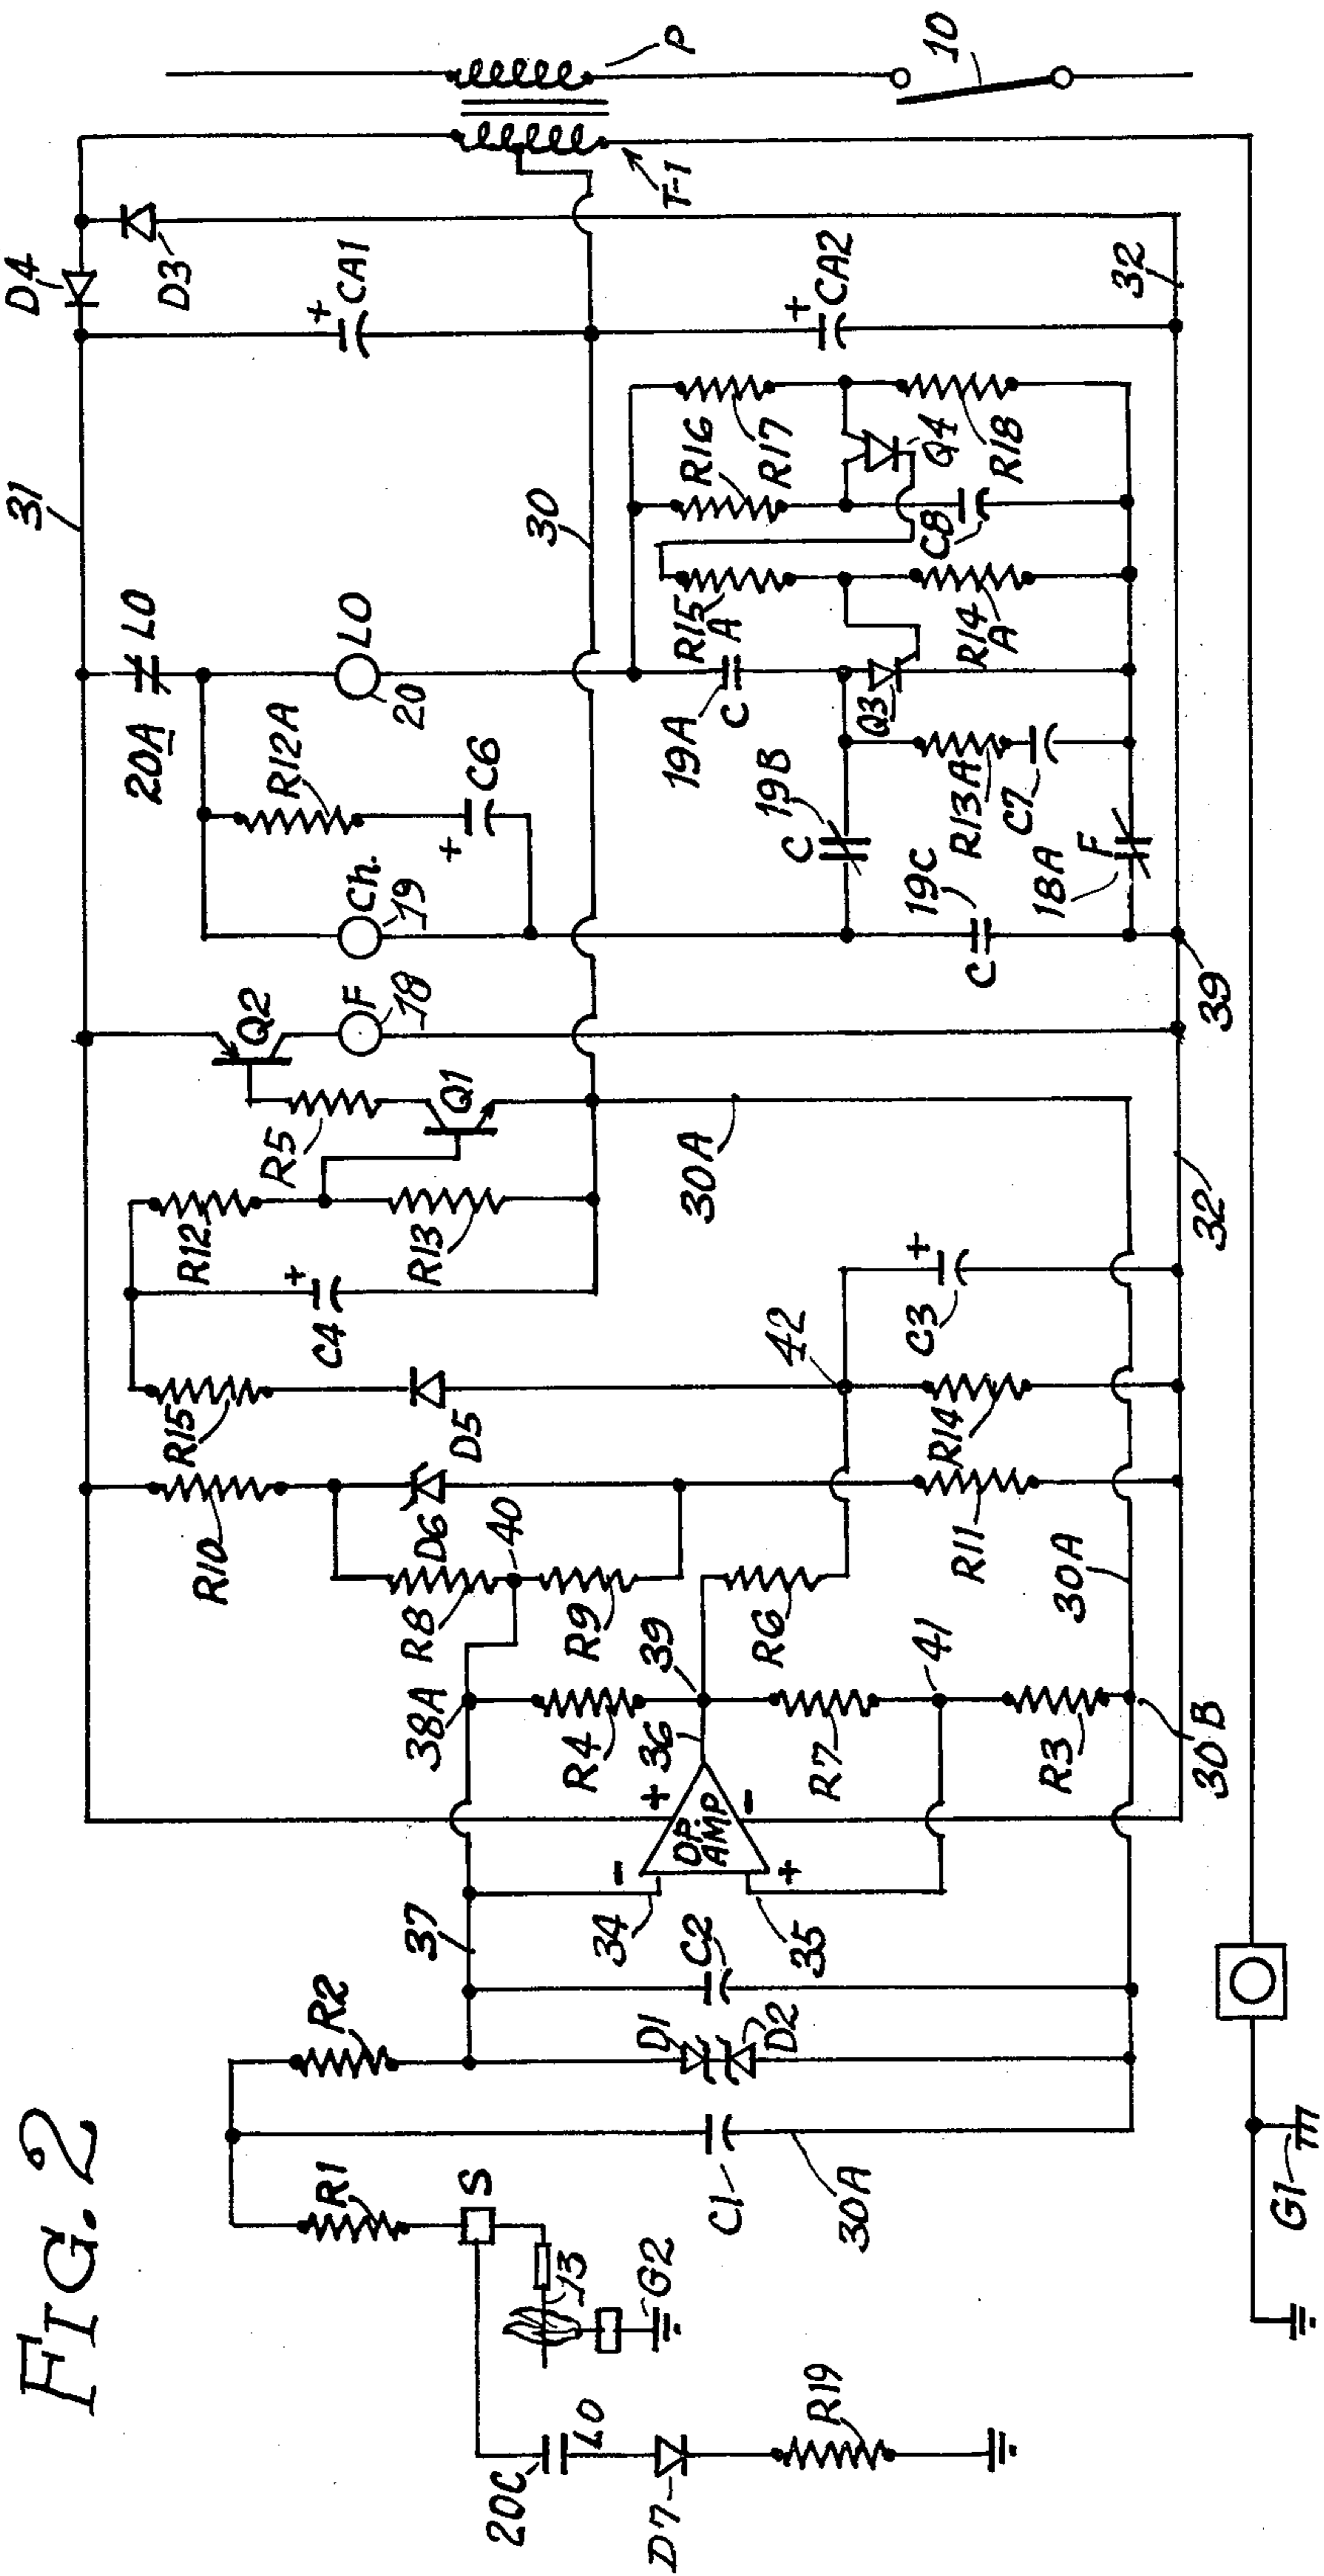 FIG. 2
D4
31
D3
CA1
+
P
10
T-1
30
CA2
+
32
LO
20A
LO
20
R12A
C6
+
Ch.
19
R16
R17
Q4
R18
C8
R15
A
R14
A
19A
C
Q3
19B
C
R13A
C7
19C
C
18A
F
39
Q2
F
18
Q1
R5
R12
R13
C4
+
30A
32
C3
+
42
R15
D5
R14
R10
D6
40
R8
R9
R11
R6
30A
38A
39
41
R4
36
R7
R3
30B
+
-
OP.
AMP
-
+
34
35
37
C2
R2
D1
D2
C1
30A
R1
S
13
G2
G1
20C
LO
D7
R19